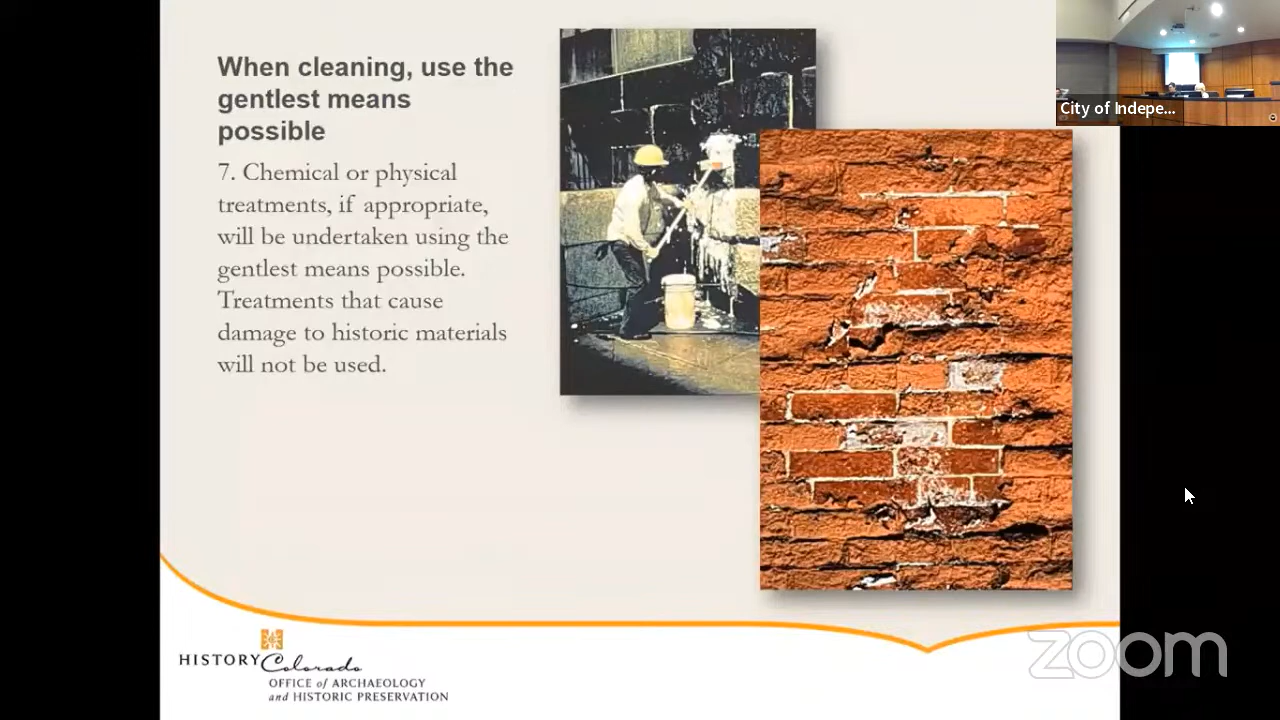 When cleaning, use the
gentlest means
possible
7. Chemical or physical
treatments, if appropriate,
will be undertaken using the
gentlest means possible.
Treatments that cause
damage to historic materials
will not be used.
City of Indepe...
HISTORY Colorado
OFFICE of ARCHAEOLOGY
and HISTORIC PRESERVATION
zoom